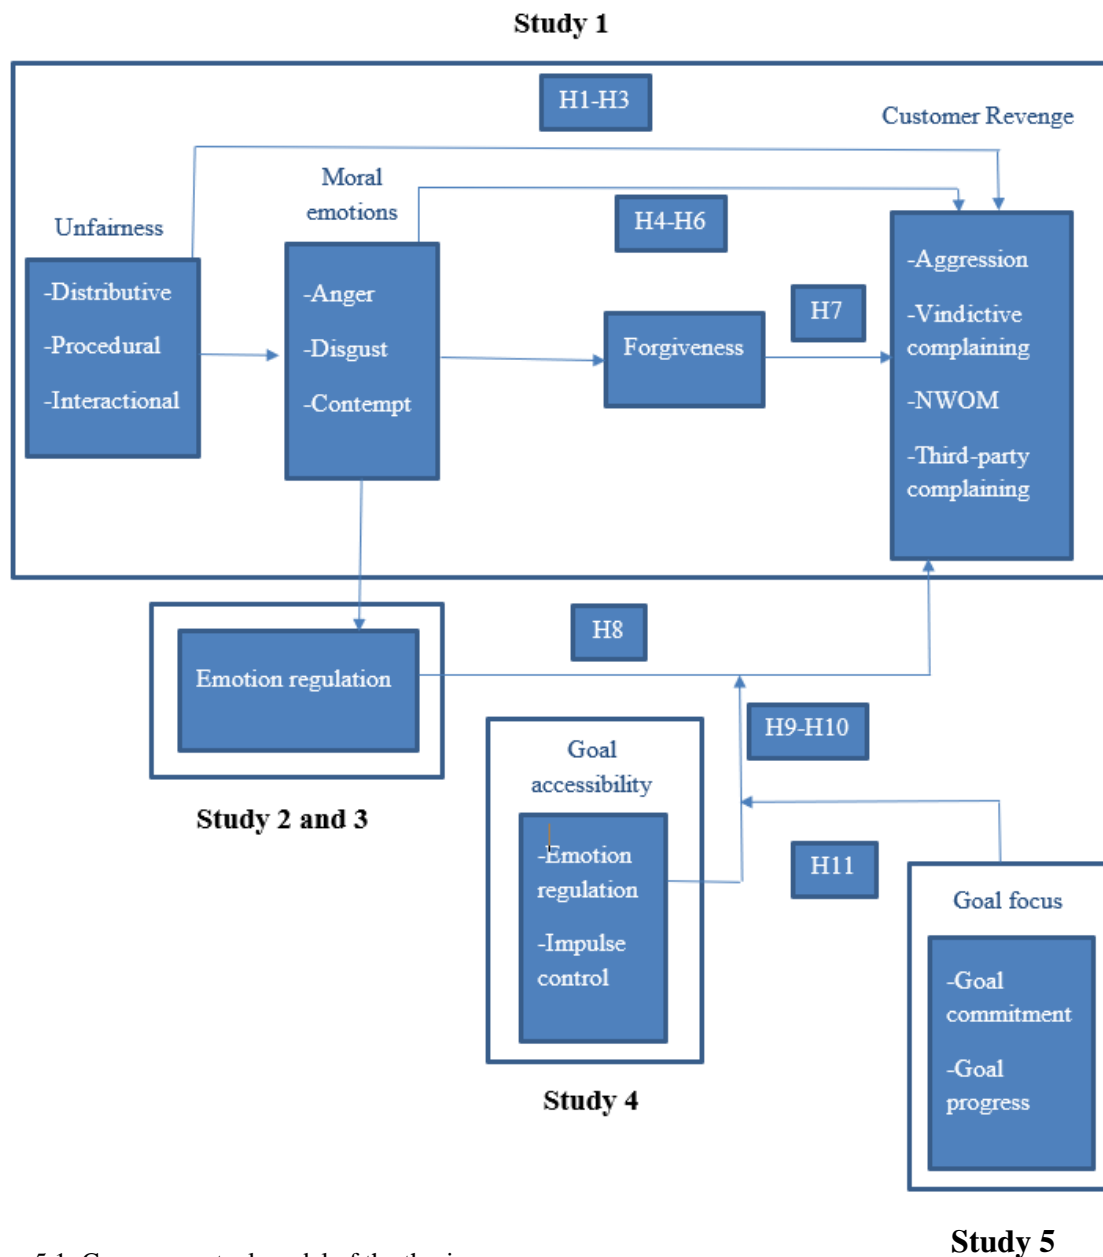 Study 1
H1-H3
Customer Revenge
Moral
emotions
H4-H6
Unfairness
-Distributive
-Procedural
-Interactional
-Anger
-Disgust
-Contempt
Forgiveness
H7
-Aggression
-Vindictive
complaining
-NWOM
-Third-party
complaining
H8
Emotion regulation
Study 2 and 3
H9-H10
Goal
accessibility
-Emotion
regulation
-Impulse
control
Study 4
H11
Goal focus
-Goal
commitment
-Goal
progress
Study 5
5.1